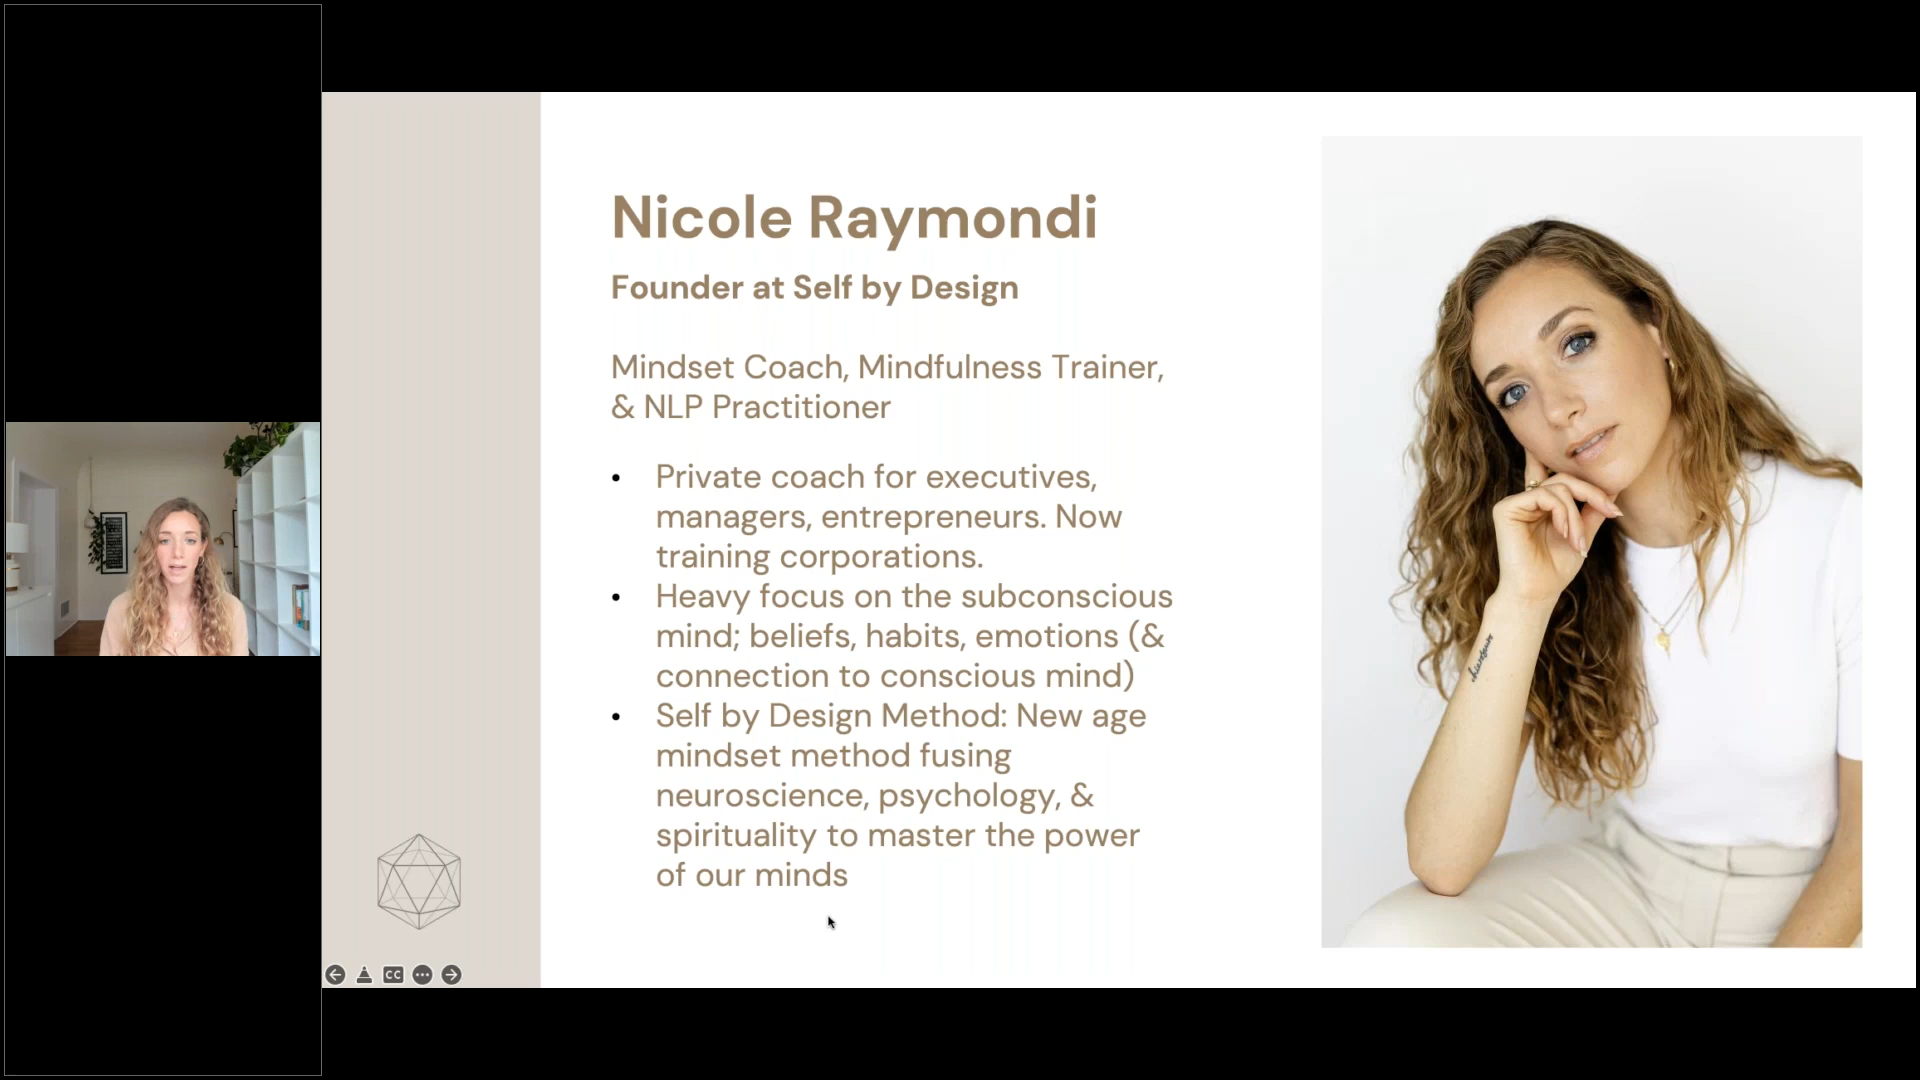 Nicole Raymondi
Founder at Self by Design
Mindset Coach, Mindfulness Trainer,
& NLP Practitioner
• Private coach for executives,
managers, entrepreneurs. Now
training corporations.
• Heavy focus on the subconscious
mind; beliefs, habits, emotions (&
connection to conscious mind)
• Self by Design Method: New age
mindset method fusing
neuroscience, psychology, &
spirituality to master the power
of our minds
CC